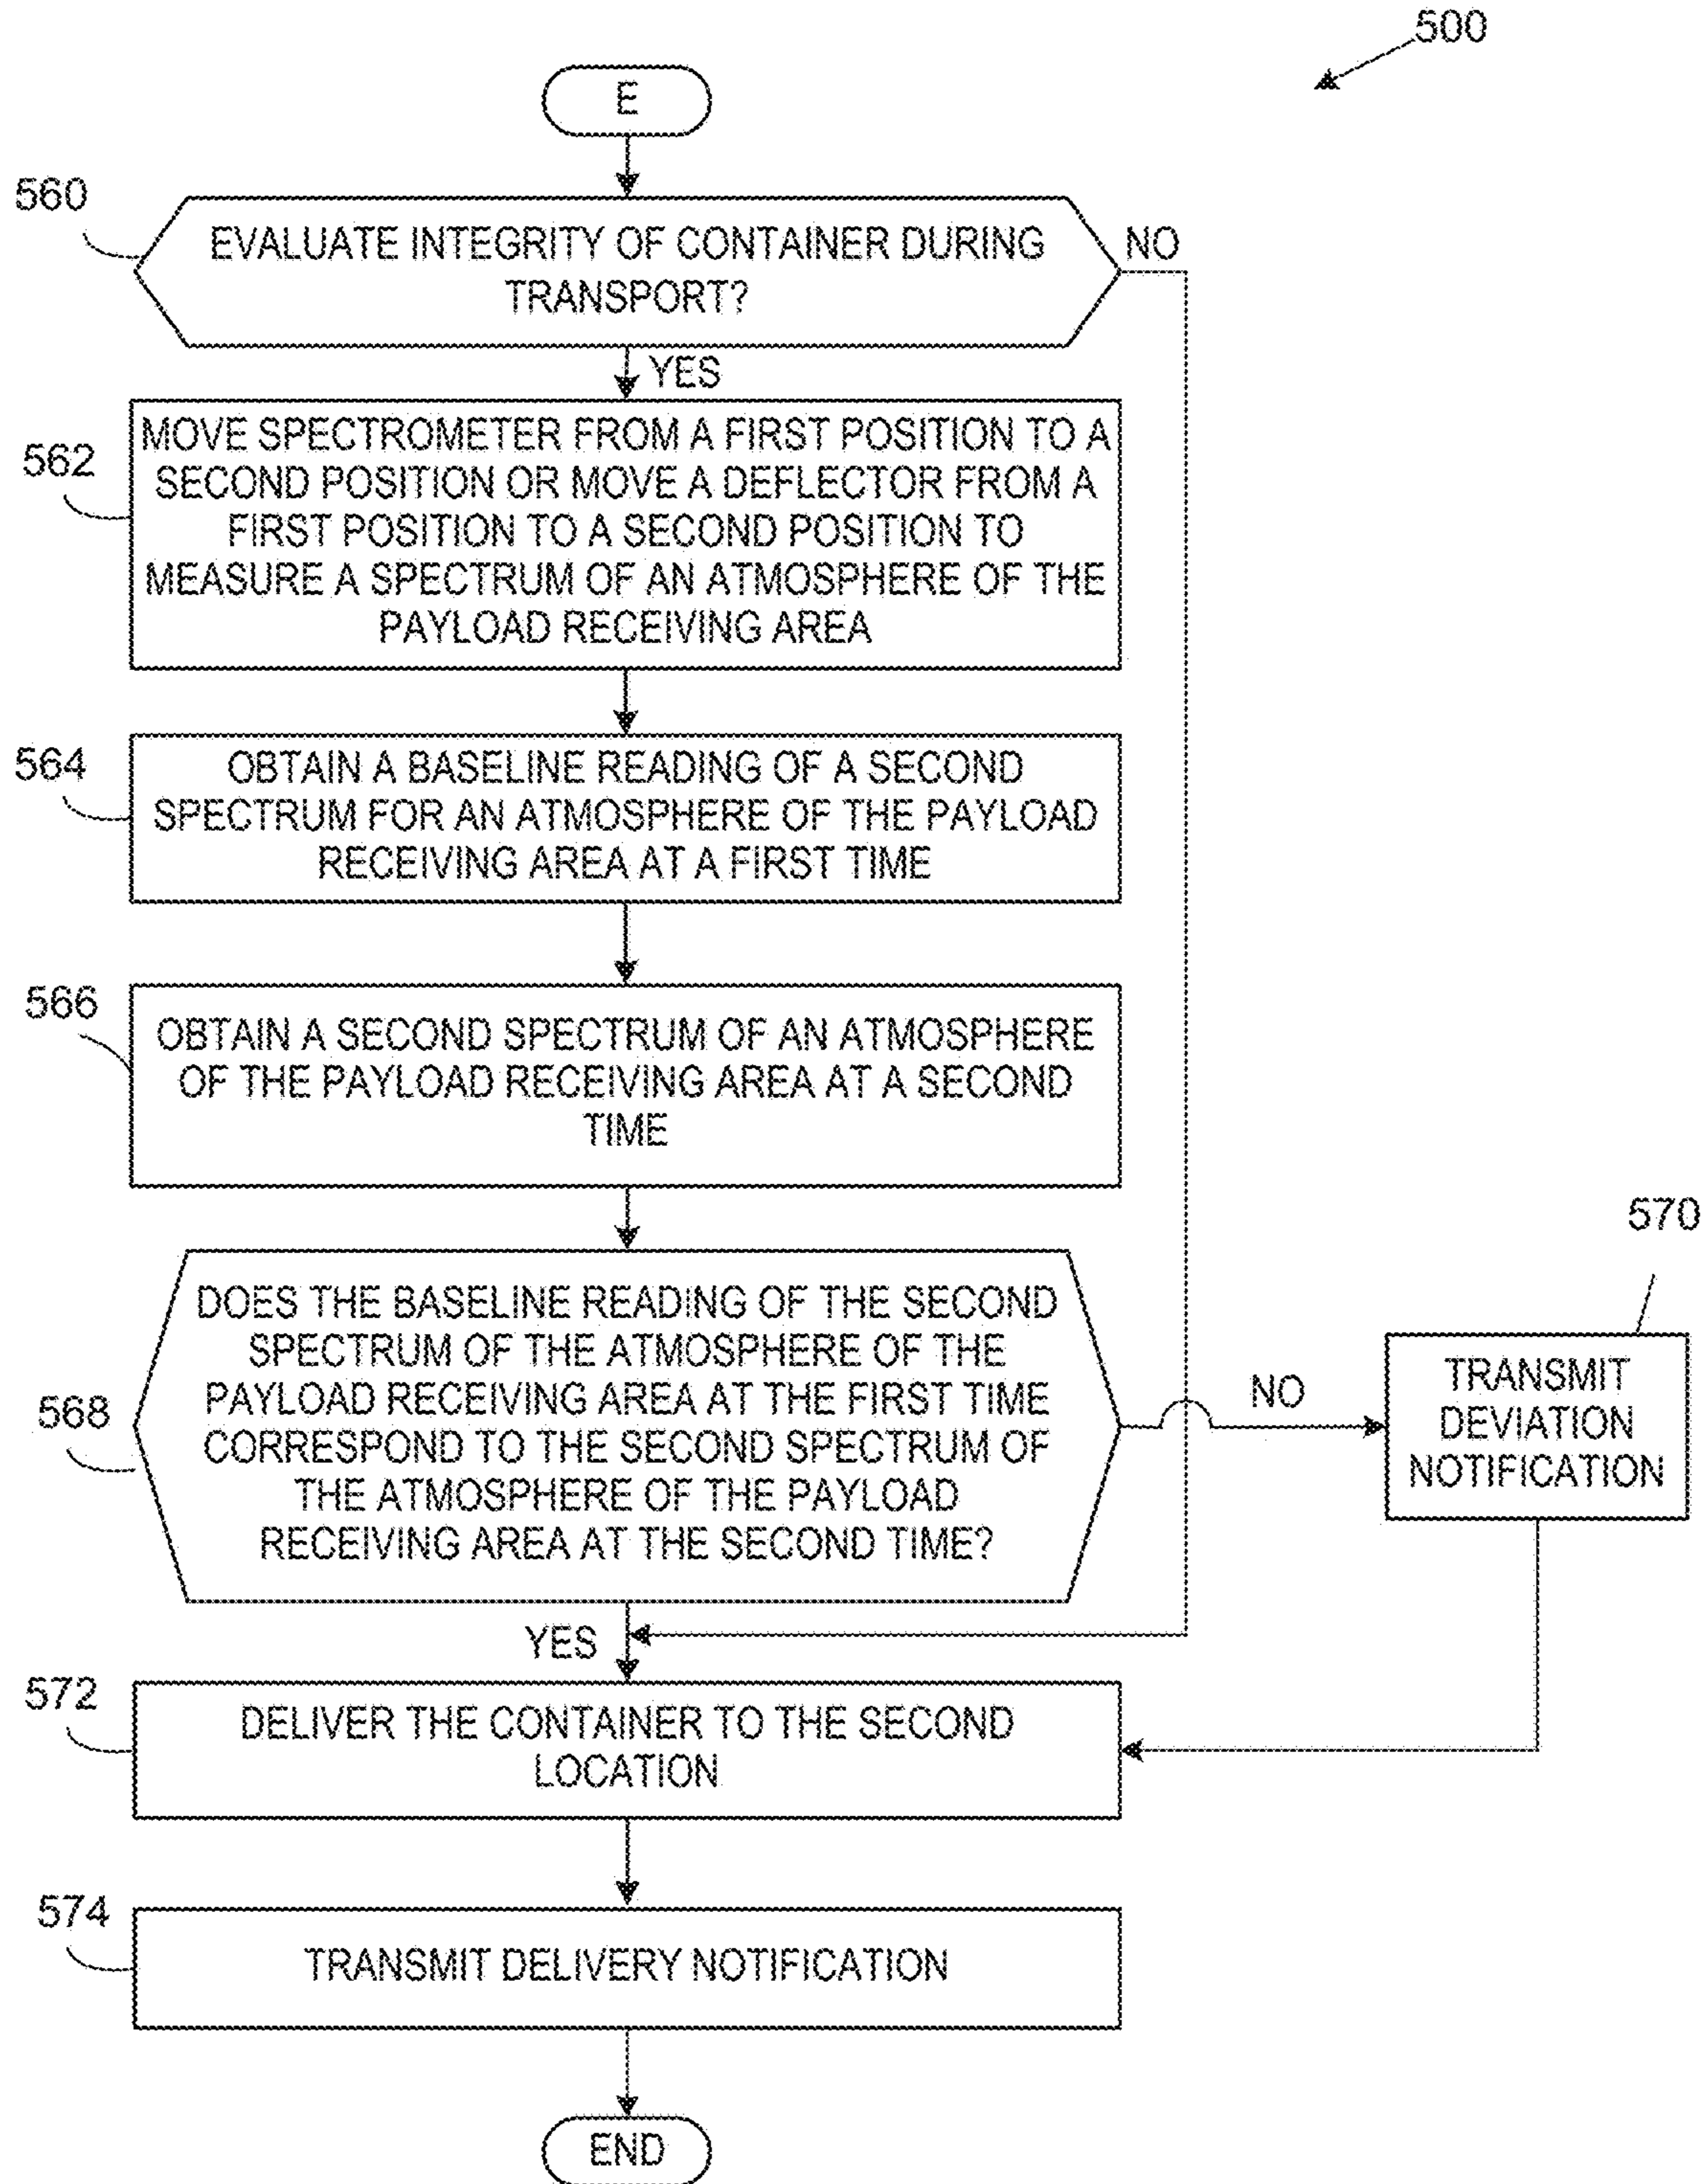 500
E
560
EVALUATE INTEGRITY OF CONTAINER DURING
TRANSPORT?
NO
YES
562
MOVE SPECTROMETER FROM A FIRST POSITION TO A
SECOND POSITION OR MOVE A DEFLECTOR FROM A
FIRST POSITION TO A SECOND POSITION TO
MEASURE A SPECTRUM OF AN ATMOSPHERE OF THE
PAYLOAD RECEIVING AREA
564
OBTAIN A BASELINE READING OF A SECOND
SPECTRUM FOR AN ATMOSPHERE OF THE PAYLOAD
RECEIVING AREA AT A FIRST TIME
566
OBTAIN A SECOND SPECTRUM OF AN ATMOSPHERE
OF THE PAYLOAD RECEIVING AREA AT A SECOND
TIME
568
DOES THE BASELINE READING OF THE SECOND
SPECTRUM OF THE ATMOSPHERE OF THE
PAYLOAD RECEIVING AREA AT THE FIRST TIME
CORRESPOND TO THE SECOND SPECTRUM OF
THE ATMOSPHERE OF THE PAYLOAD
RECEIVING AREA AT THE SECOND TIME?
NO
570
TRANSMIT
DEVIATION
NOTIFICATION
YES
572
DELIVER THE CONTAINER TO THE SECOND
LOCATION
574
TRANSMIT DELIVERY NOTIFICATION
END